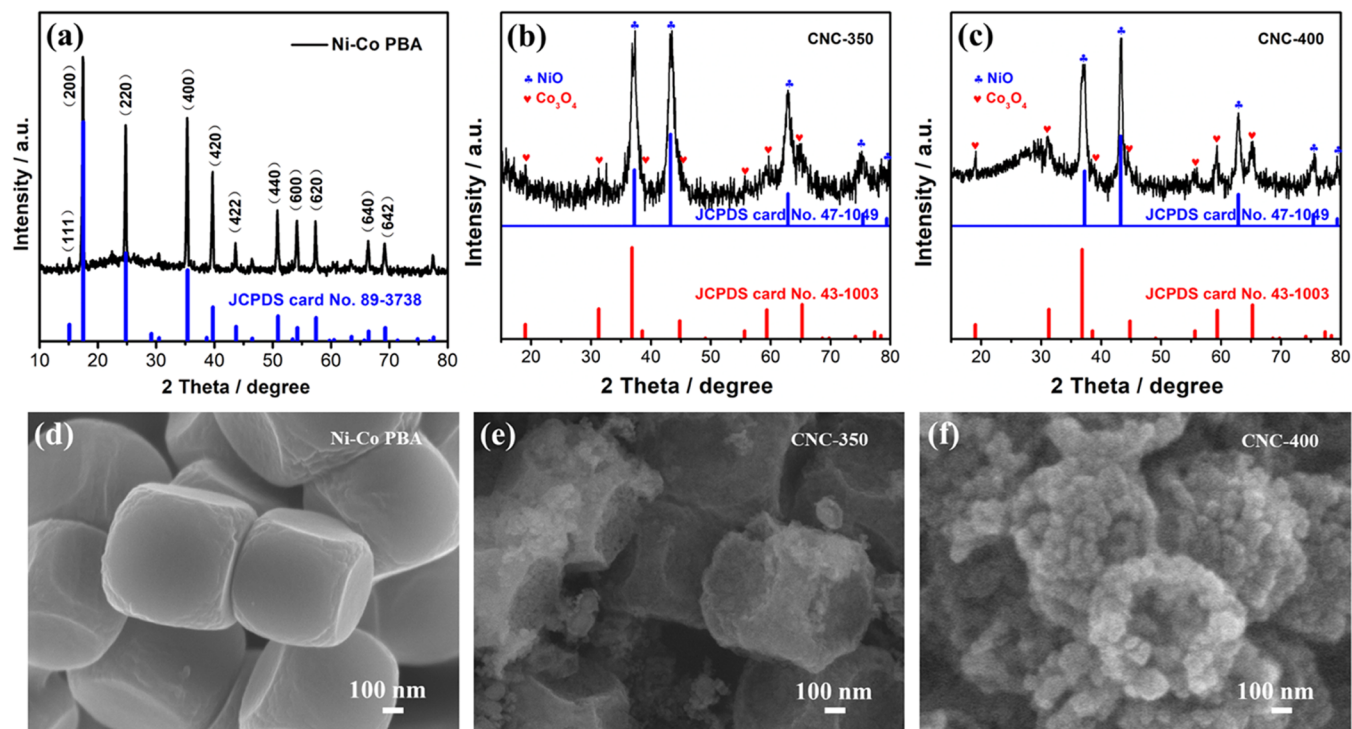 (a)
Ni-Co PBA
(111)
(200)
(220)
(400)
(420)
(422)
(440)
(600)
(620)
(640)
(642)
JCPDS card No. 89-3738
Intensity / a.u.
10 20 30 40 50 60 70 80
2 Theta / degree
(b)
CNC-350
♣ NiO
♥ Co₃O₄
JCPDS card No. 47-1049
JCPDS card No. 43-1003
Intensity / a.u.
20 30 40 50 60 70 80
2 Theta / degree
(c)
CNC-400
♣ NiO
♥ Co₃O₄
JCPDS card No. 47-1049
JCPDS card No. 43-1003
Intensity / a.u.
20 30 40 50 60 70 80
2 Theta / degree
(d)
Ni-Co PBA
100 nm
(e)
CNC-350
100 nm
(f)
CNC-400
100 nm